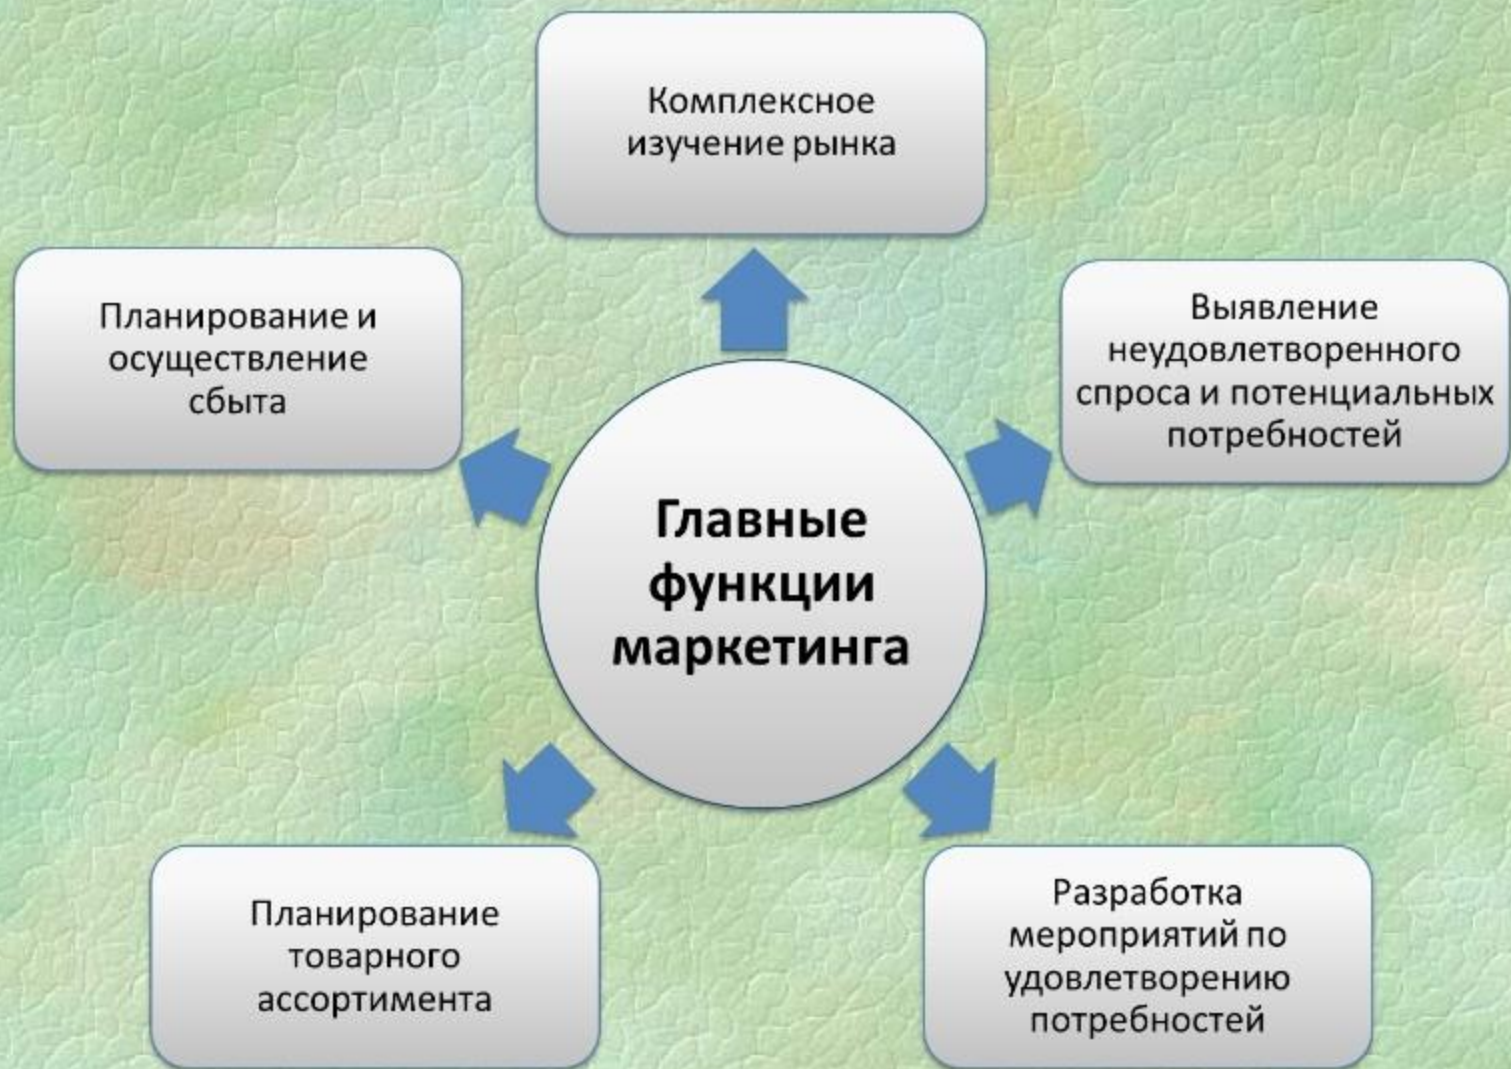 Комплексное
изучение рынка
Планирование и
осуществление
сбыта
Выявление
неудовлетворенного
спроса и потенциальных
потребностей
Главные
функции
маркетинга
Планирование
товарного
ассортимента
Разработка
мероприятий по
удовлетворению
потребностей